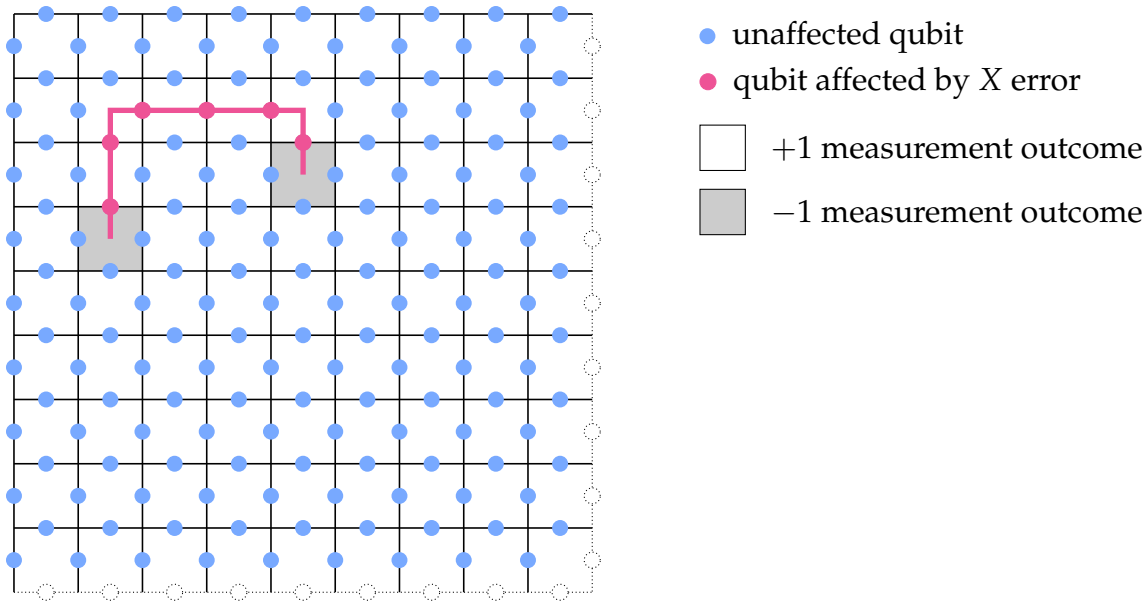 unaffected qubit
qubit affected by X error
+1 measurement outcome
−1 measurement outcome